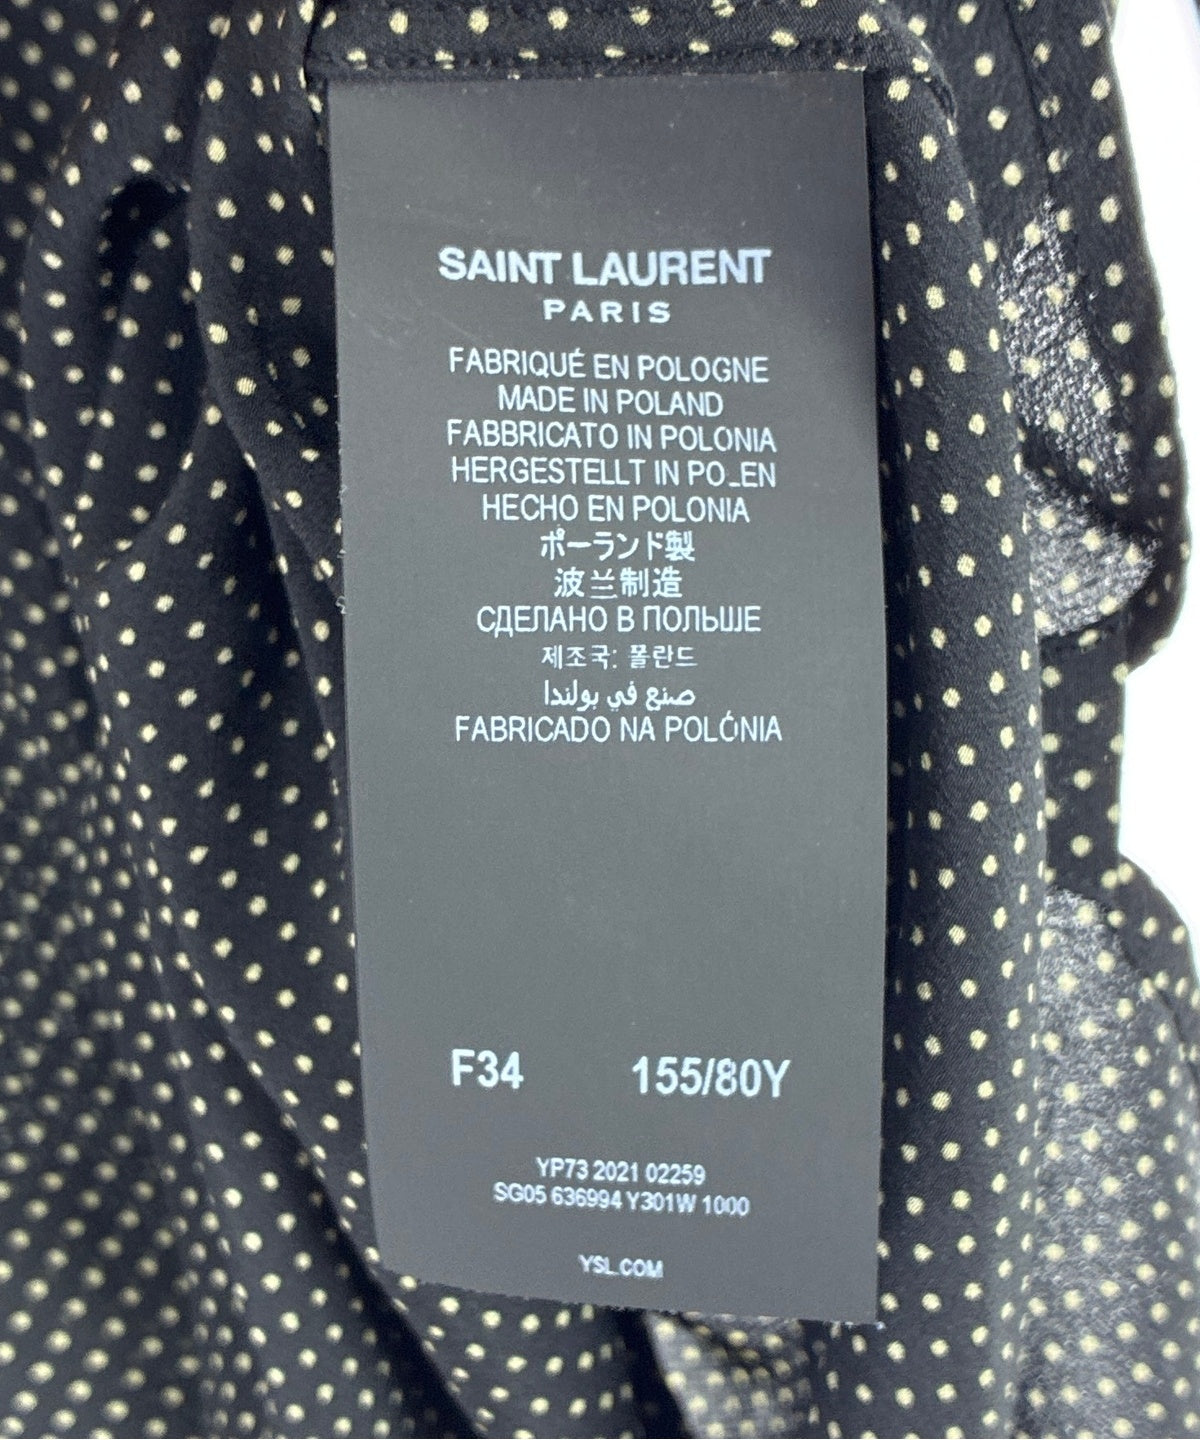 SAINT LAURENT
PARIS
FABRIQUÉ EN POLOGNE
MADE IN POLAND
FABBRICATO IN POLONIA
HERGESTELLT IN POLEN
HECHO EN POLONIA
ポーランド製
波兰制造
СДЕЛАНО В ПОЛЬШЕ
제조국: 폴란드
صنع في بولندا
FABRICADO NA POLÓNIA
F34 155/80Y
YP73 2021 02259
SG05 636994 Y301W 1000
YSL.COM